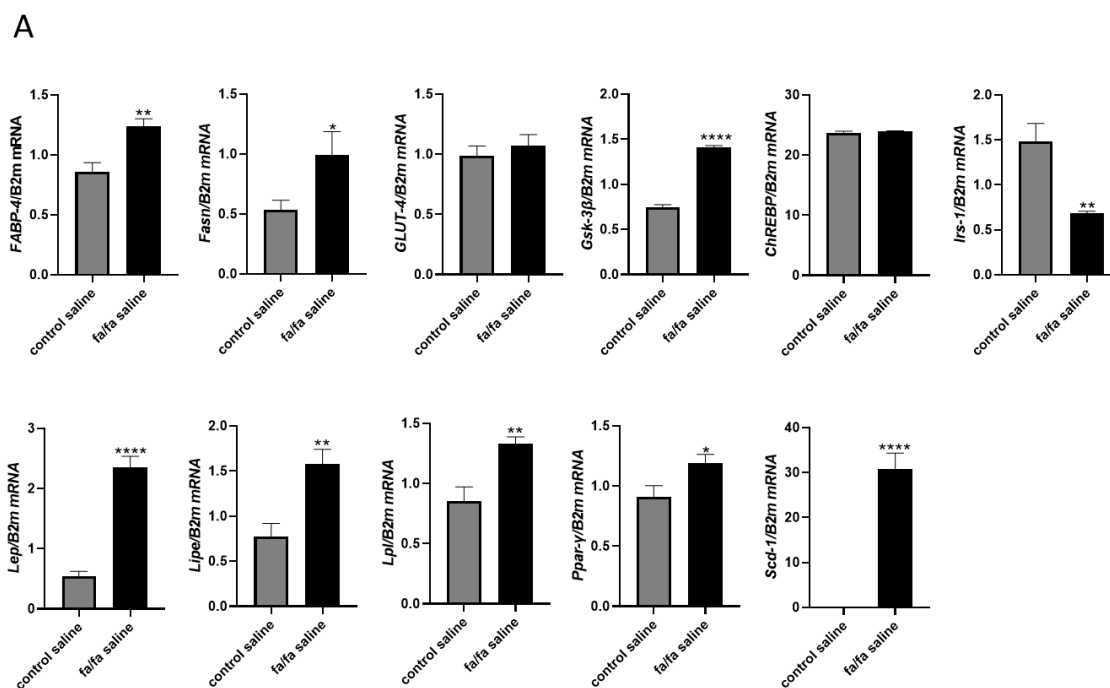 A
FABP-4/B2m mRNA
1.5
1.0
0.5
0.0
**
control saline
fa/fa saline
Fasn/B2m mRNA
1.5
1.0
0.5
0.0
*
control saline
fa/fa saline
GLUT-4/B2m mRNA
1.5
1.0
0.5
0.0
control saline
fa/fa saline
Gsk-3β/B2m mRNA
2.0
1.5
1.0
0.5
0.0
****
control saline
fa/fa saline
ChREBP/B2m mRNA
30
20
10
0
control saline
fa/fa saline
Irs-1/B2m mRNA
2.0
1.5
1.0
0.5
0.0
**
control saline
fa/fa saline
Lep/B2m mRNA
3
2
1
0
****
control saline
fa/fa saline
Lipe/B2m mRNA
2.0
1.5
1.0
0.5
0.0
**
control saline
fa/fa saline
Lpl/B2m mRNA
1.5
1.0
0.5
0.0
**
control saline
fa/fa saline
Ppar-γ/B2m mRNA
1.5
1.0
0.5
0.0
*
control saline
fa/fa saline
Scd-1/B2m mRNA
40
30
20
10
0
****
control saline
fa/fa saline